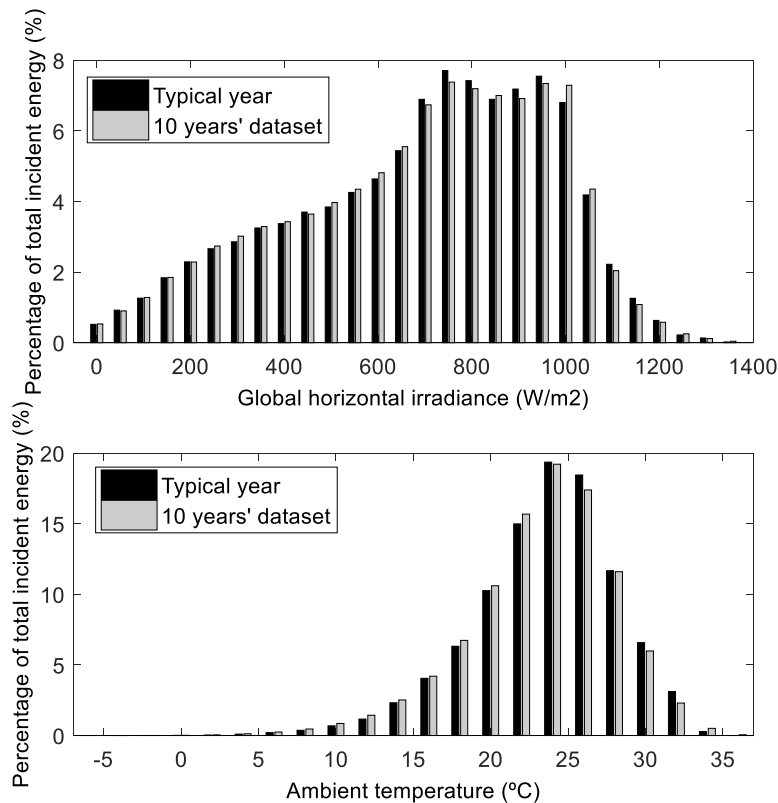 Percentage of total incident energy (%)
8
6
4
2
0
Typical year
10 years' dataset
0 200 400 600 800 1000 1200 1400
Global horizontal irradiance (W/m2)
Percentage of total incident energy (%)
20
15
10
5
0
Typical year
10 years' dataset
-5 0 5 10 15 20 25 30 35
Ambient temperature (ºC)